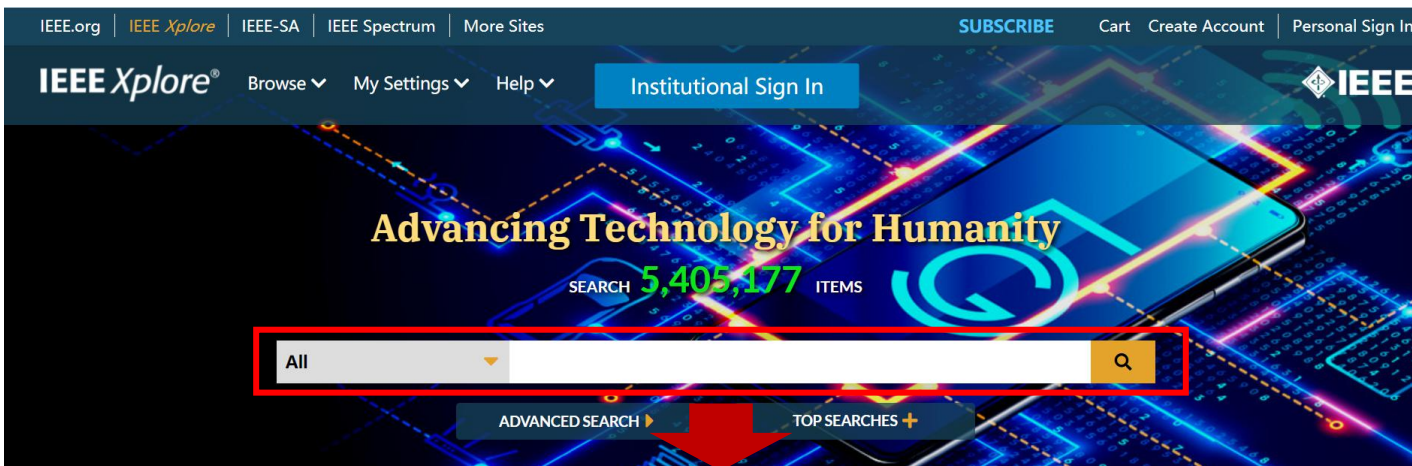 IEEE.org | IEEE Xplore | IEEE-SA | IEEE Spectrum | More Sites SUBSCRIBE Cart Create Account | Personal Sign In
IEEE Xplore® Browse My Settings Help Institutional Sign In IEEE
Advancing Technology for Humanity
SEARCH 5,405,177 ITEMS
All
ADVANCED SEARCH TOP SEARCHES +